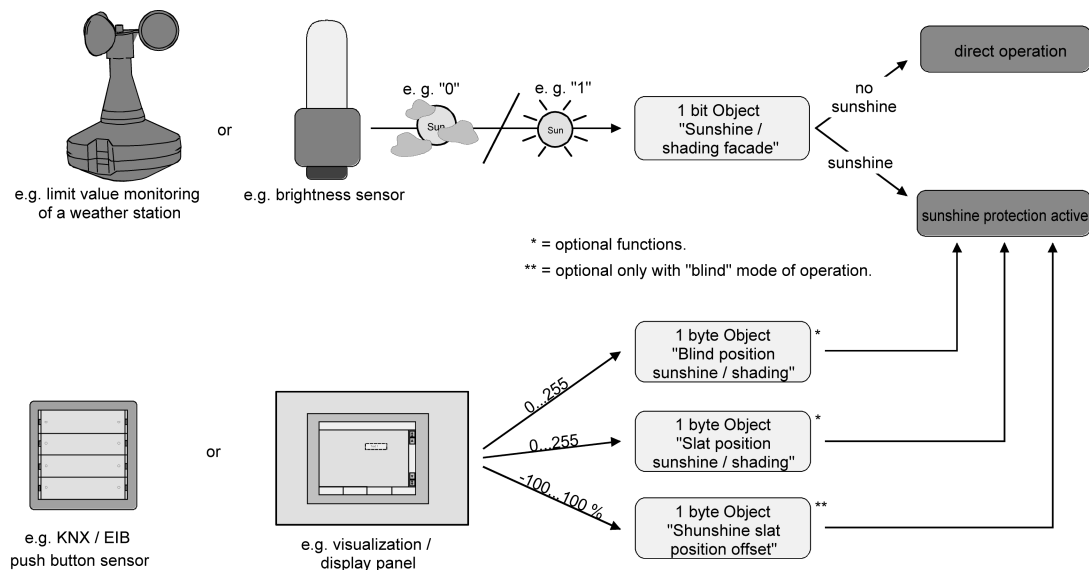 direct operation
e. g. "0"
e. g. "1"
no
sunshine
1 bit Object
"Sunshine /
shading facade"
or
Sun
Sun
sunshine
e.g. limit value monitoring
of a weather station
e.g. brightness sensor
sunshine protection active
* = optional functions.
** = optional only with "blind" mode of operation.
1 byte Object
"Blind position
sunshine / shading"
*
0...255
1 byte Object
"Slat position
sunshine / shading"
*
0...255
or
-100...100 %
1 byte Object
"Shunshine slat
position offset"
**
e.g. KNX / EIB
push button sensor
e.g. visualization /
display panel